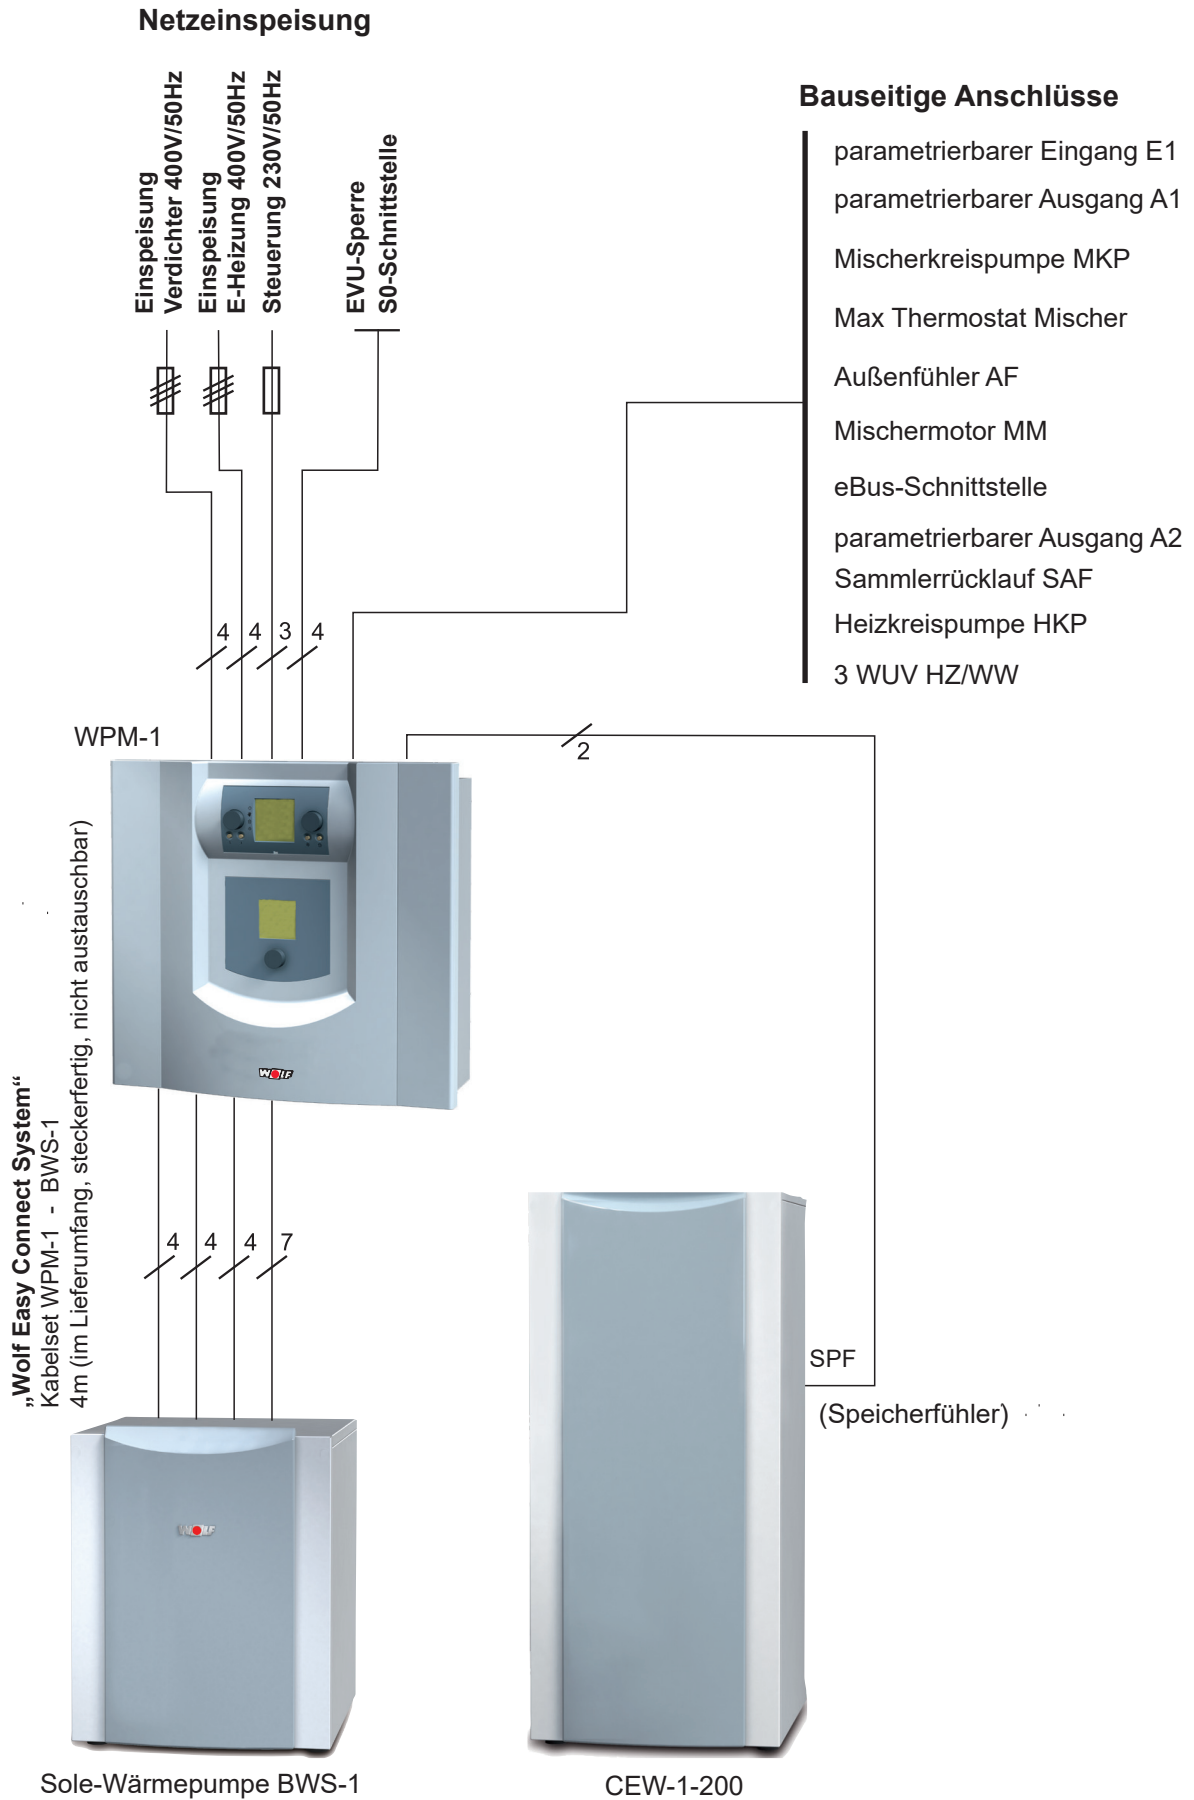 Netzeinspeisung
Einspeisung
Verdichter 400V/50Hz
Einspeisung
E-Heizung 400V/50Hz
Steuerung 230V/50Hz
EVU-Sperre
S0-Schnittstelle
Bauseitige Anschlüsse
parametrierbarer Eingang E1
parametrierbarer Ausgang A1
Mischerkreispumpe MKP
Max Thermostat Mischer
Außenfühler AF
Mischermotor MM
eBus-Schnittstelle
parametrierbarer Ausgang A2
Sammlerrücklauf SAF
Heizkreispumpe HKP
3 WUV HZ/WW
4 4 3 4
WPM-1
2
WOLF
„Wolf Easy Connect System“
Kabelset WPM-1 - BWS-1
4m (im Lieferumfang, steckerfertig, nicht austauschbar)
4 4 4 7
SPF
(Speicherfühler)
WOLF
Sole-Wärmepumpe BWS-1
CEW-1-200